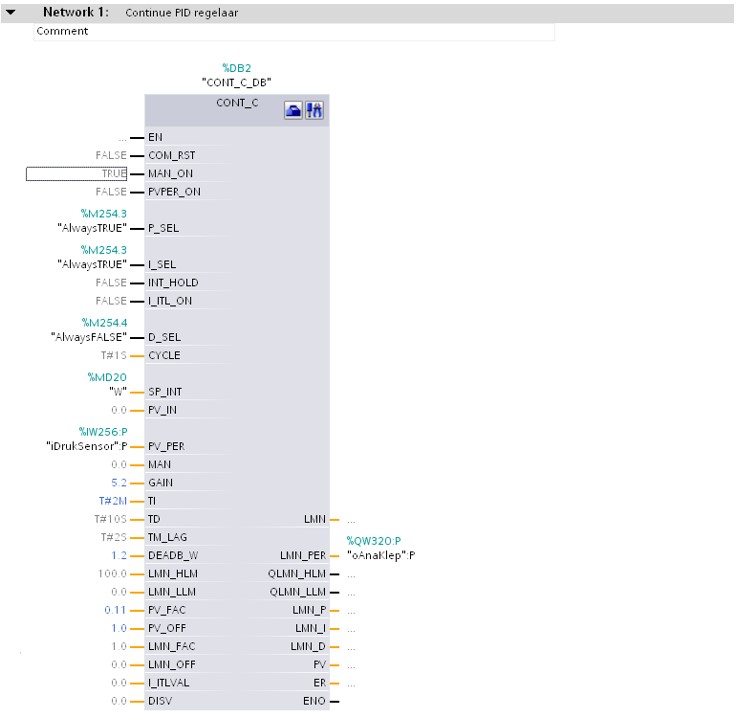 Network 1: Continue PID regelaar
Comment
%DB2
"CONT_C_DB"
CONT_C
... EN
FALSE COM_RST
TRUE MAN_ON
FALSE PVPER_ON
%M254.3
"AlwaysTRUE" P_SEL
%M254.3
"AlwaysTRUE" I_SEL
FALSE INT_HOLD
FALSE I_ITL_ON
%M254.4
"AlwaysFALSE" D_SEL
T#1S CYCLE
%MD20
"W" SP_INT
0.0 PV_IN
%IW256:P
"iDrukSensor":P PV_PER
0.0 MAN
5.2 GAIN
T#2M TI
T#10S TD LMN ...
T#2S TM_LAG
%QW320:P
1.2 DEADB_W LMN_PER "oAnaKlep":P
100.0 LMN_HLM QLMN_HLM ...
0.0 LMN_LLM QLMN_LLM ...
0.11 PV_FAC LMN_P ...
1.0 PV_OFF LMN_I ...
1.0 LMN_FAC LMN_D ...
0.0 LMN_OFF PV ...
0.0 I_ITLVAL ER ...
0.0 DISV ENO